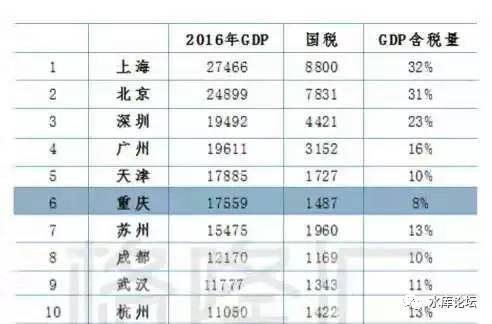 2016年GDP 国税 GDP含税量
1 上海 27466 8800 32%
2 北京 24899 7831 31%
3 深圳 19492 4421 23%
4 广州 19611 3152 16%
5 天津 17885 1727 10%
6 重庆 17559 1487 8%
7 苏州 15475 1960 13%
8 成都 12170 1169 10%
9 武汉 11777 1343 11%
10 杭州 11050 1422 13%
水库论坛